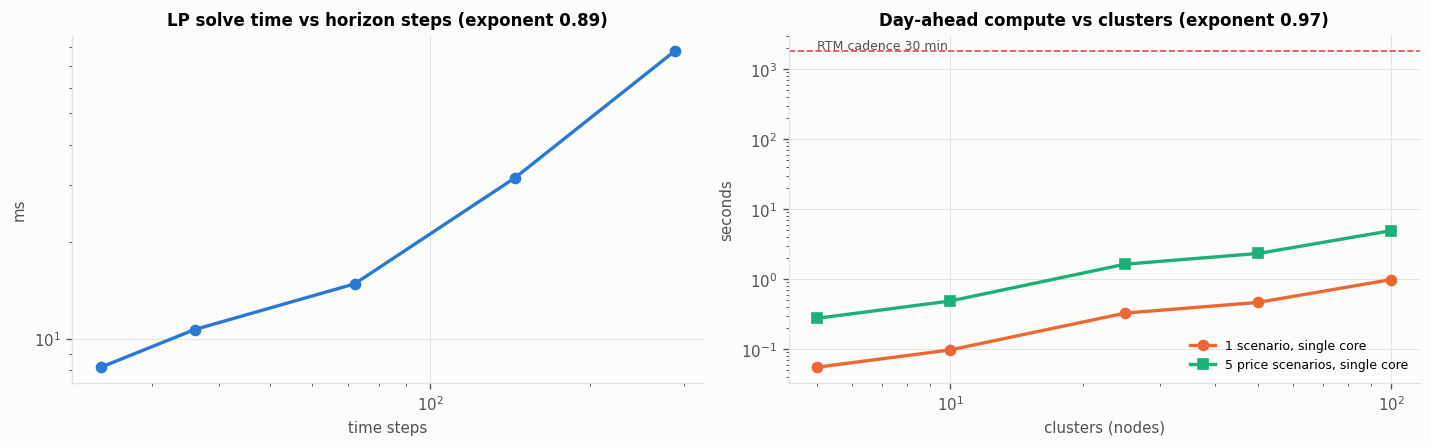 LP solve time vs horizon steps (exponent 0.89)
ms
10¹
10²
time steps
Day-ahead compute vs clusters (exponent 0.97)
RTM cadence 30 min
seconds
10³
10²
10¹
10⁰
10⁻¹
1 scenario, single core
5 price scenarios, single core
10¹
10²
clusters (nodes)